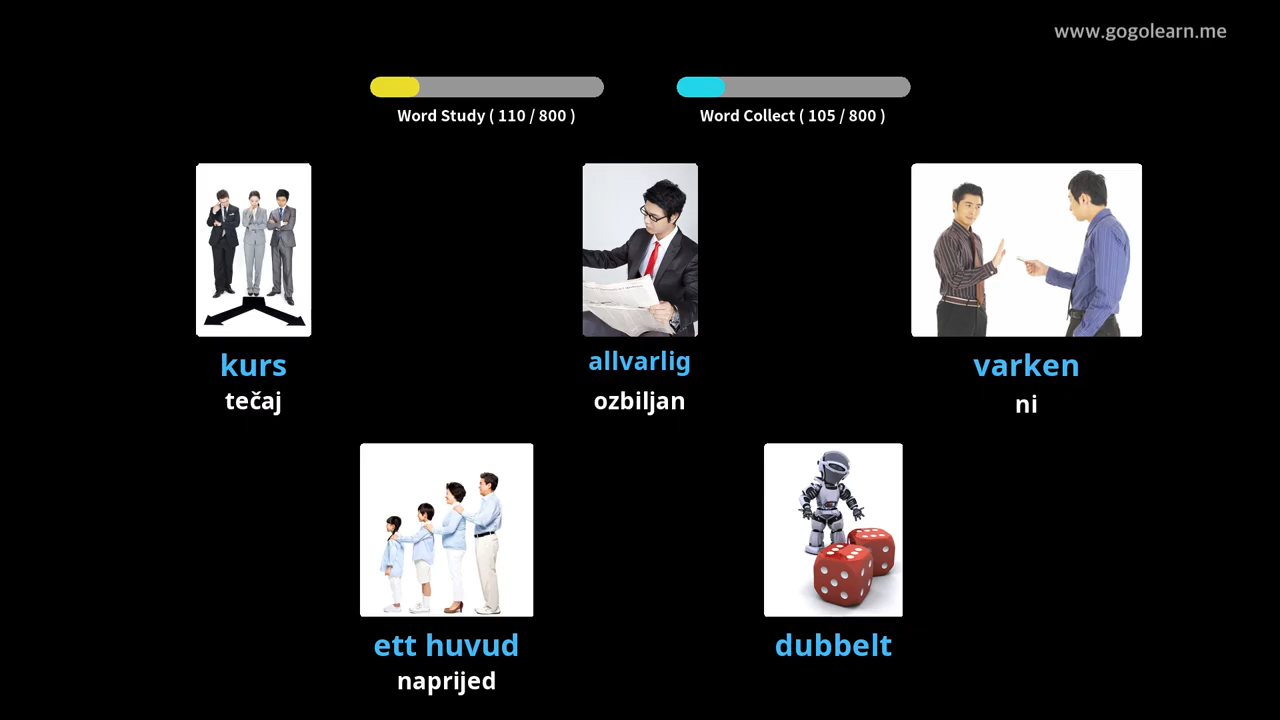 www.gogolearn.me
Word Study ( 110 / 800 )
Word Collect ( 105 / 800 )
kurs
tečaj
allvarlig
ozbiljan
varken
ni
ett huvud
naprijed
dubbelt